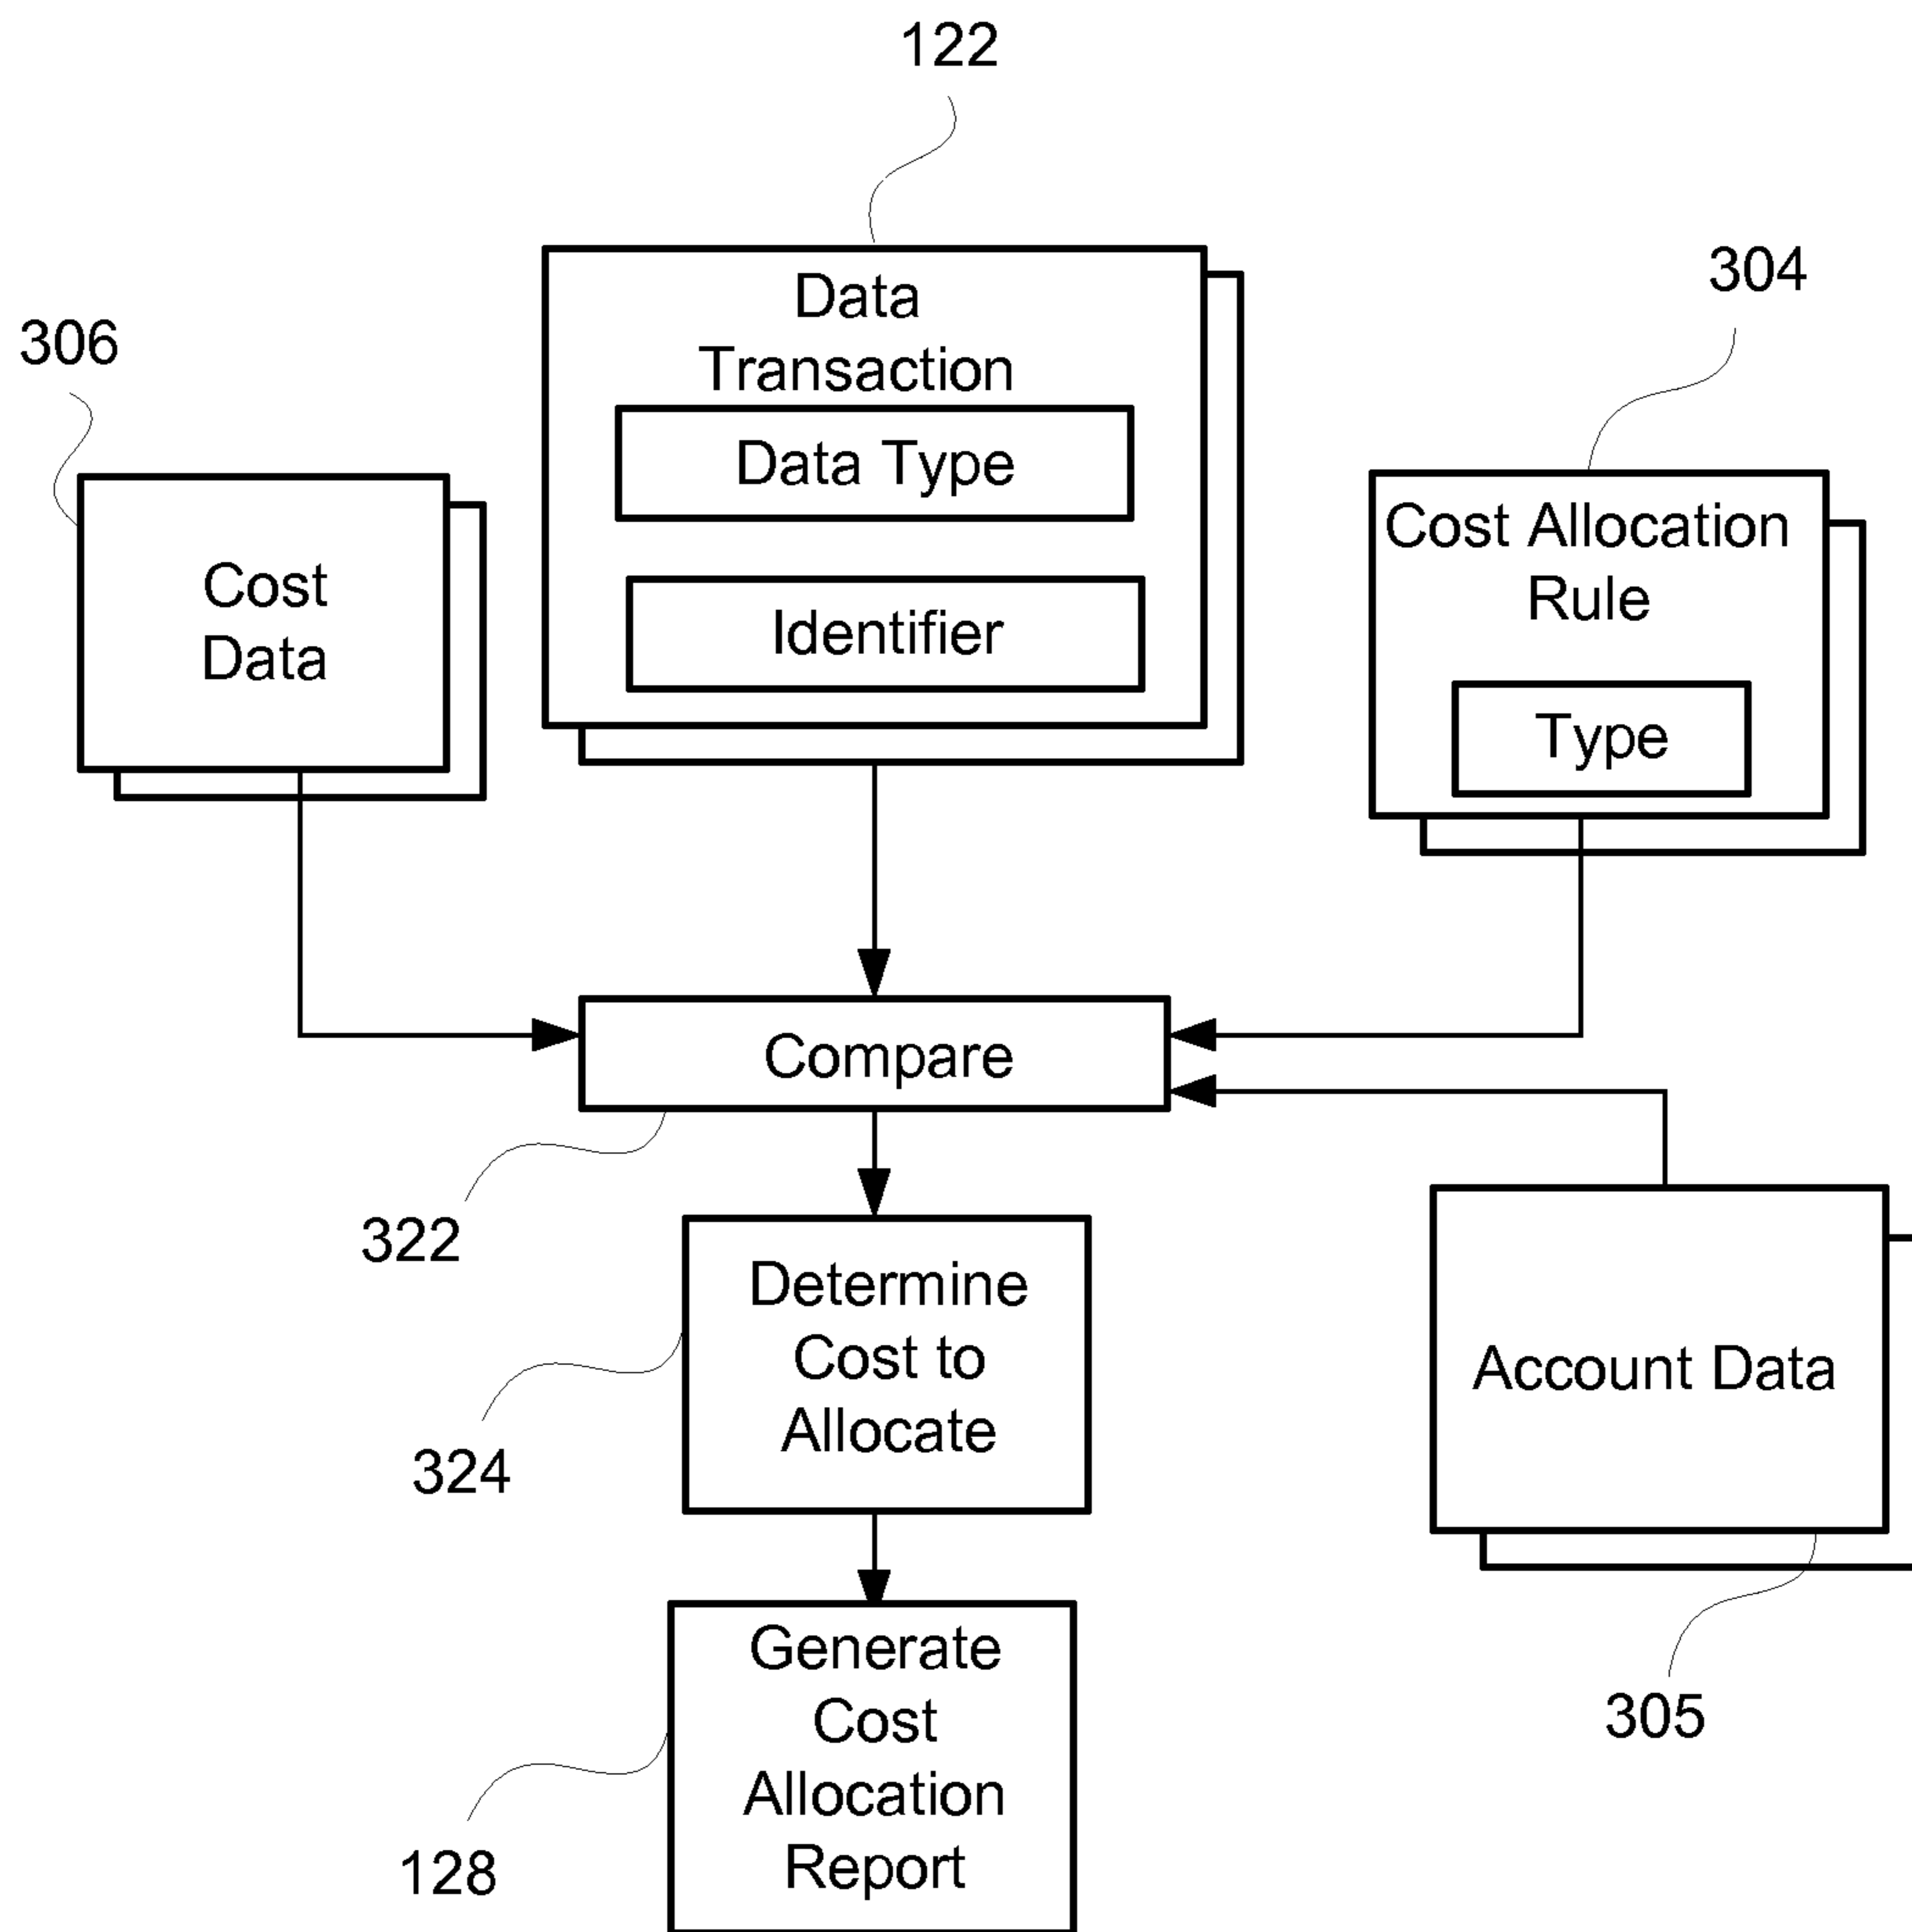 122
304
306
Data
Transaction
Data Type
Identifier
Cost
Data
Cost Allocation
Rule
Type
Compare
322
Determine
Cost to
Allocate
324
Account Data
305
Generate
Cost
Allocation
Report
128